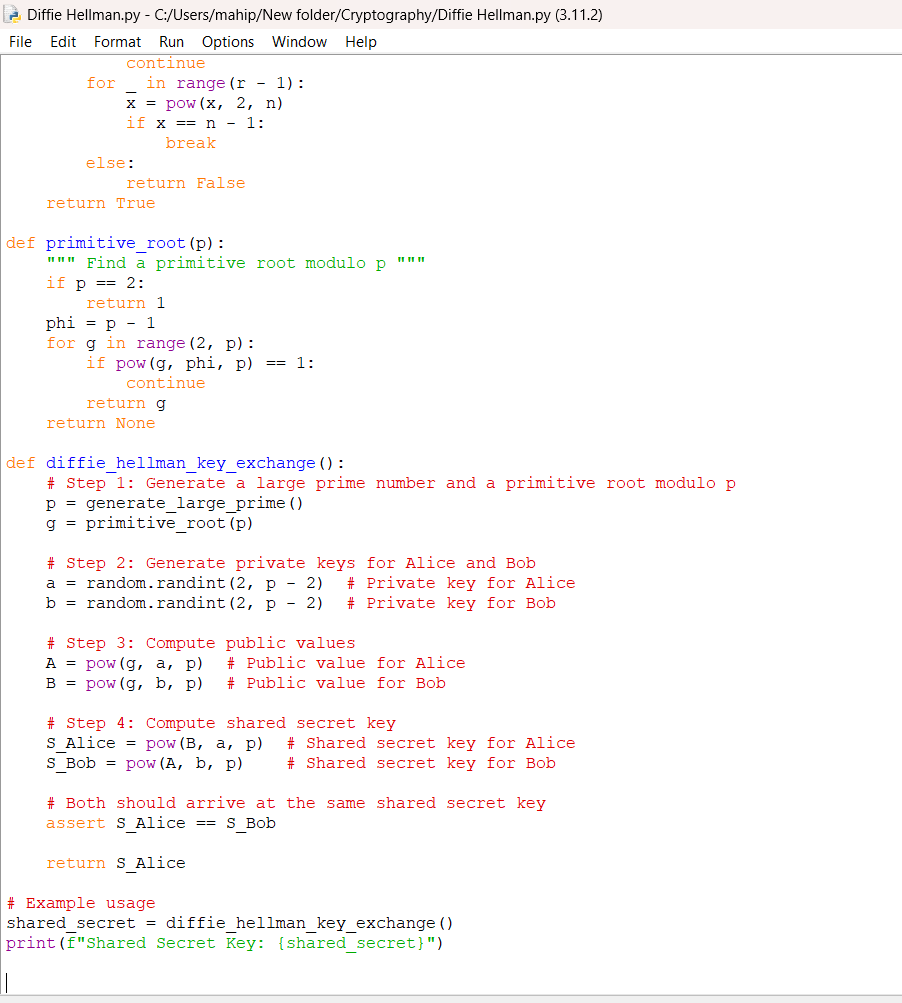 Diffie Hellman.py - C:/Users/mahip/New folder/Cryptography/Diffie Hellman.py (3.11.2)
File Edit Format Run Options Window Help
            continue
        for _ in range(r - 1):
            x = pow(x, 2, n)
            if x == n - 1:
                break
        else:
            return False
    return True

def primitive_root(p):
    """ Find a primitive root modulo p """
    if p == 2:
        return 1
    phi = p - 1
    for g in range(2, p):
        if pow(g, phi, p) == 1:
            continue
        return g
    return None

def diffie_hellman_key_exchange():
    # Step 1: Generate a large prime number and a primitive root modulo p
    p = generate_large_prime()
    g = primitive_root(p)

    # Step 2: Generate private keys for Alice and Bob
    a = random.randint(2, p - 2)  # Private key for Alice
    b = random.randint(2, p - 2)  # Private key for Bob

    # Step 3: Compute public values
    A = pow(g, a, p)  # Public value for Alice
    B = pow(g, b, p)  # Public value for Bob

    # Step 4: Compute shared secret key
    S_Alice = pow(B, a, p)  # Shared secret key for Alice
    S_Bob = pow(A, b, p)    # Shared secret key for Bob

    # Both should arrive at the same shared secret key
    assert S_Alice == S_Bob

    return S_Alice

# Example usage
shared_secret = diffie_hellman_key_exchange()
print(f"Shared Secret Key: {shared_secret}")